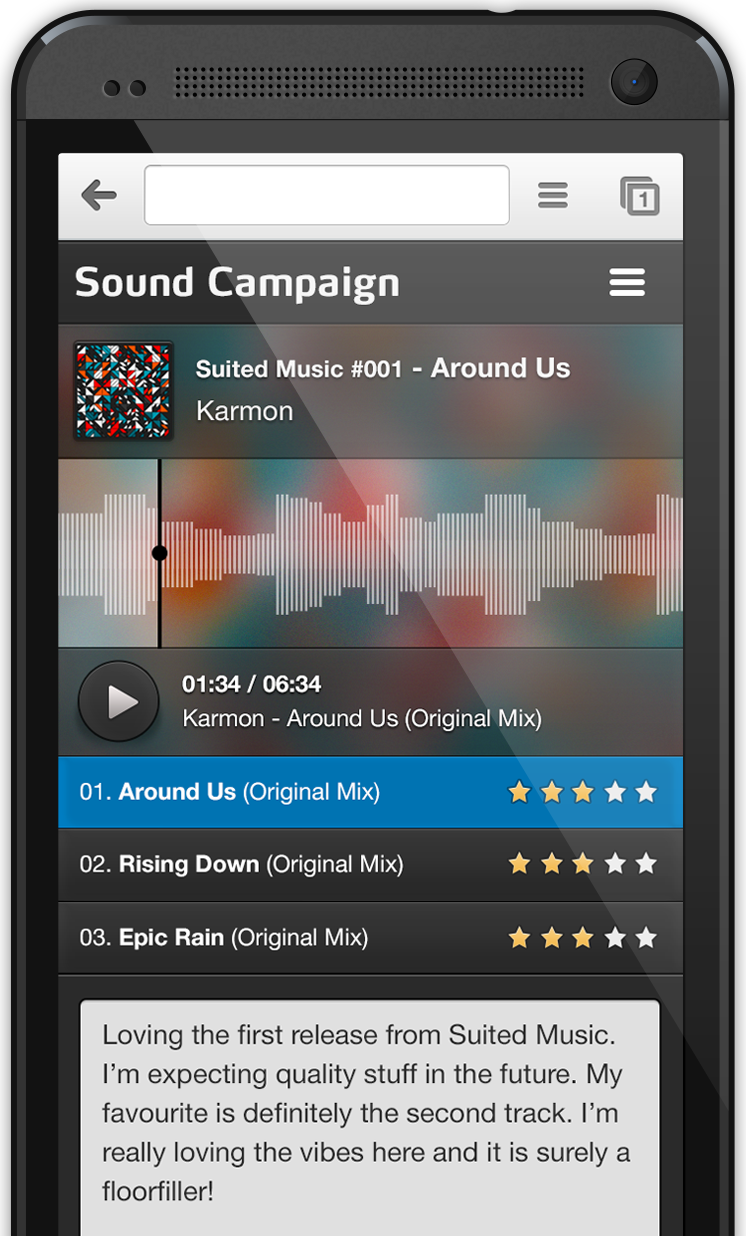 1
Sound Campaign
Suited Music #001 - Around Us
Karmon
01:34 / 06:34
Karmon - Around Us (Original Mix)
01. Around Us (Original Mix)
02. Rising Down (Original Mix)
03. Epic Rain (Original Mix)
Loving the first release from Suited Music.
I’m expecting quality stuff in the future. My
favourite is definitely the second track. I’m
really loving the vibes here and it is surely a
floorfiller!